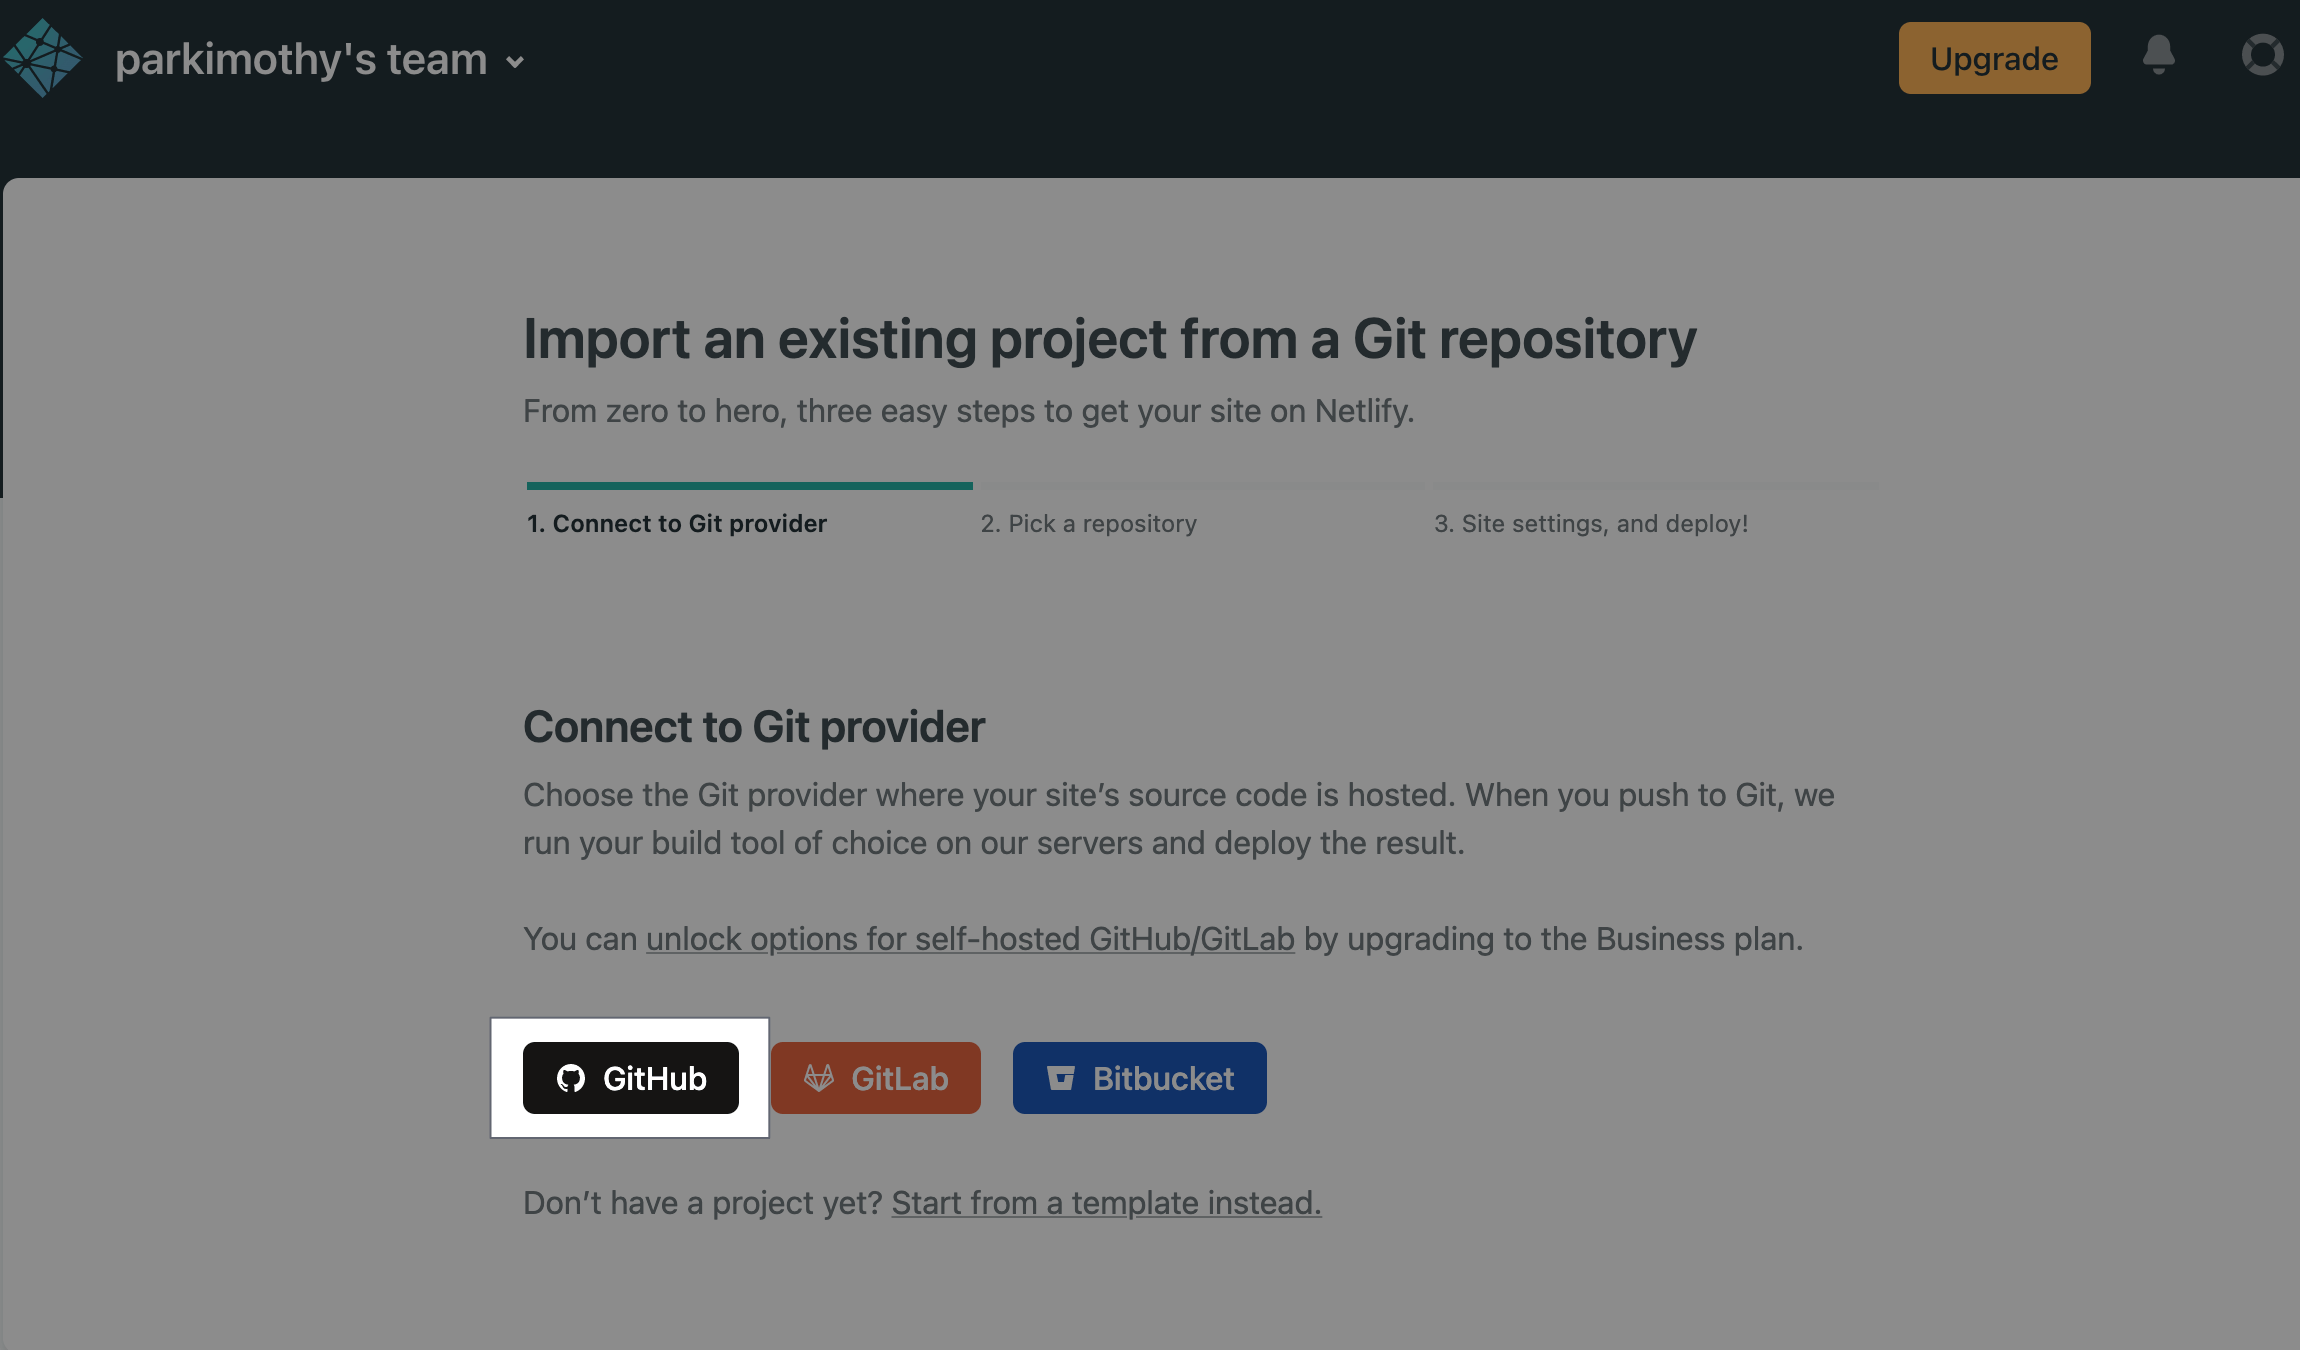 parkimothy's team
Upgrade
Import an existing project from a Git repository
From zero to hero, three easy steps to get your site on Netlify.
1. Connect to Git provider
2. Pick a repository
3. Site settings, and deploy!
Connect to Git provider
Choose the Git provider where your site’s source code is hosted. When you push to Git, we
run your build tool of choice on our servers and deploy the result.
You can unlock options for self-hosted GitHub/GitLab by upgrading to the Business plan.
GitHub
GitLab
Bitbucket
Don’t have a project yet? Start from a template instead.